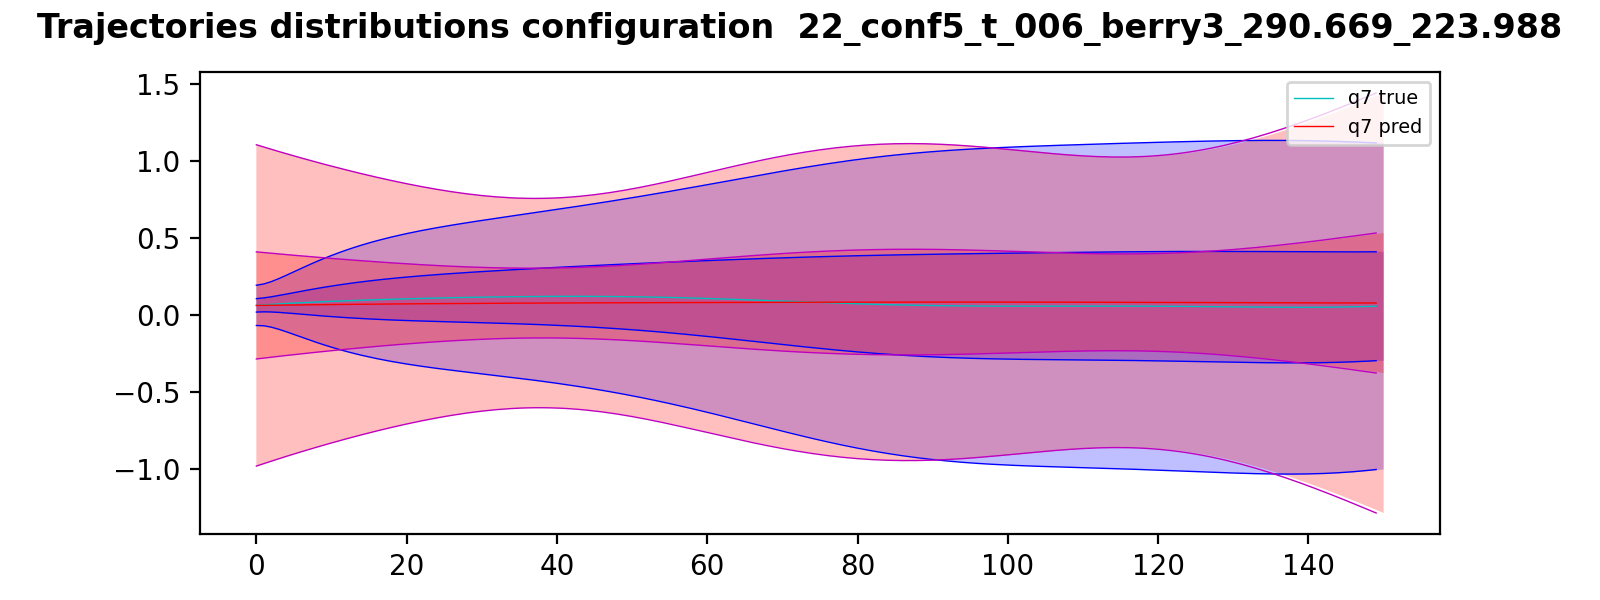 Trajectories distributions configuration  22_conf5_t_006_berry3_290.669_223.988
1.5
1.0
0.5
0.0
−0.5
−1.0
q7 true
q7 pred
0 20 40 60 80 100 120 140